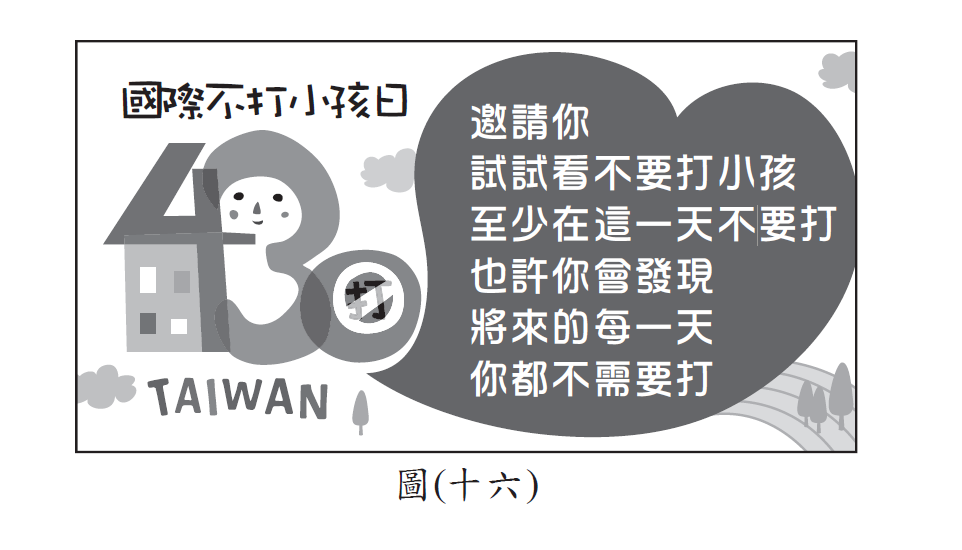 國際不打小孩日
430
打
TAIWAN
邀請你
試試看不要打小孩
至少在這一天不要打
也許你會發現
將來的每一天
你都不需要打
圖(十六)